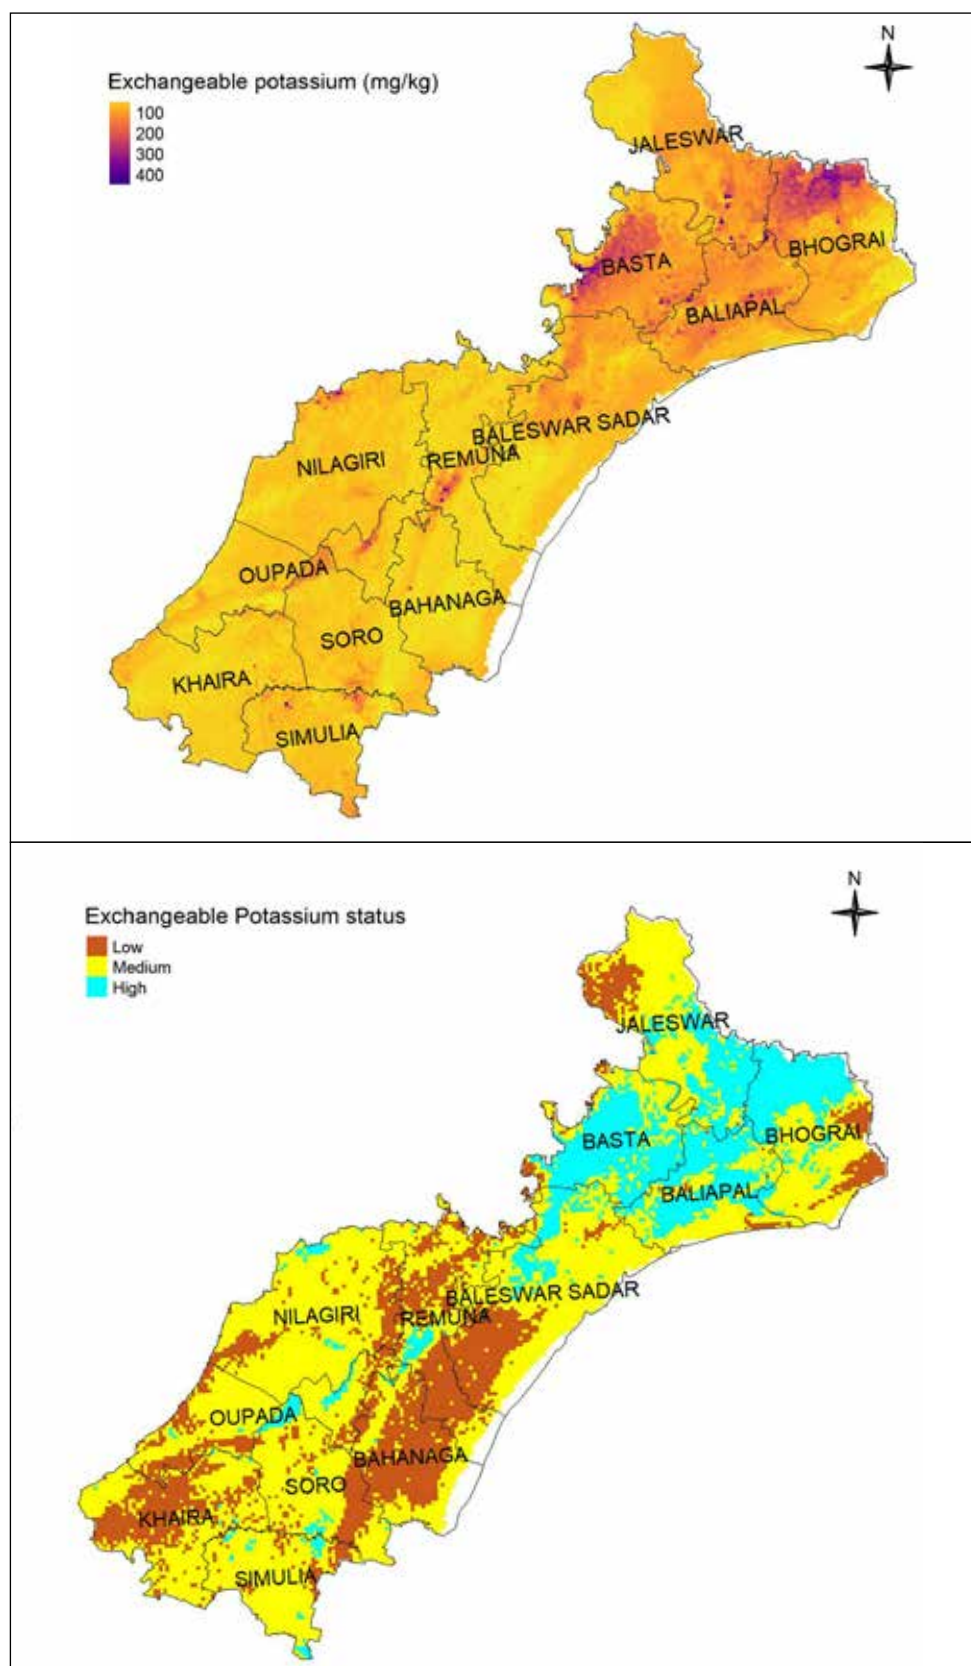 N
Exchangeable potassium (mg/kg)
100
200
300
400
JALESWAR
BHOGRAI
BASTA
BALIAPAL
BALESWAR SADAR
REMUNA
NILAGIRI
OUPADA
BAHANAGA
SORO
KHAIRA
SIMULIA
N
Exchangeable Potassium status
Low
Medium
High
JALESWAR
BHOGRAI
BASTA
BALIAPAL
BALESWAR SADAR
NILAGIRI
REMUNA
OUPADA
BAHANAGA
SORO
KHAIRA
SIMULIA